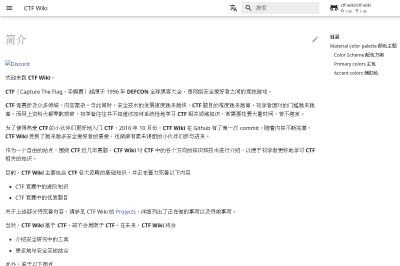 CTF Wiki
搜索
ctf-wiki/ctf-wiki
简介
目录
Material color palette 颜色主题
Color Scheme 配色方案
Primary colors 主色
Accent colors 辅助色
Discord
欢迎来到 CTF Wiki。
CTF（Capture The Flag，夺旗赛）起源于 1996 年 DEFCON 全球黑客大会，是网络安全爱好者之间的竞技游戏。
CTF 竞赛涉及众多领域，内容繁杂。与此同时，安全技术的发展速度越来越快，CTF 题目的难度越来越高，初学者面对的门槛越来越
高。而网上资料大都零散琐碎，初学者往往并不知道该如何系统性地学习 CTF 相关领域知识，常需要花费大量时间，苦不堪言。
为了使得热爱 CTF 的小伙伴们更好地入门 CTF，2016 年 10 月份，CTF Wiki 在 Github 有了第一次 commit。随着内容不断完善，
CTF Wiki 受到了越来越多安全爱好者的喜爱，也渐渐有素未谋面的小伙伴们参与进来。
作为一个自由的站点，围绕 CTF 近几年赛题，CTF Wiki 对 CTF 中的各个方向的知识和技术进行介绍，以便于初学者更好地学习 CTF
相关的知识。
目前，CTF Wiki 主要包含 CTF 各大范畴的基础知识，并正在着力完善以下内容
CTF 竞赛中的进阶知识
CTF 竞赛中的优质题目
关于上述部分待完善内容，请参见 CTF Wiki 的 Projects，详细列出了正在做的事项以及待做事项。
当然，CTF Wiki 基于 CTF，却不会局限于 CTF，在未来，CTF Wiki 将会
介绍安全研究中的工具
更多地与安全实战结合
此外，鉴于以下两点